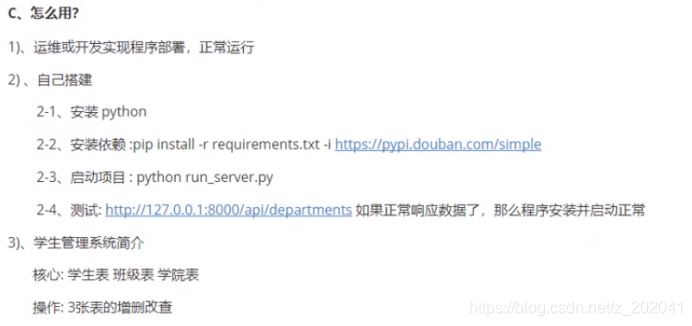 C、怎么用?
1)、运维或开发实现程序部署，正常运行
2) 、自己搭建
2-1、安装 python
2-2、安装依赖 :pip install -r requirements.txt -i https://pypi.douban.com/simple
2-3、启动项目 : python run_server.py
2-4、测试: http://127.0.0.1:8000/api/departments 如果正常响应数据了，那么程序安装并启动正常
3)、学生管理系统简介
核心: 学生表 班级表 学院表
操作: 3张表的增删改查
https://blog.csdn.net/z_202041